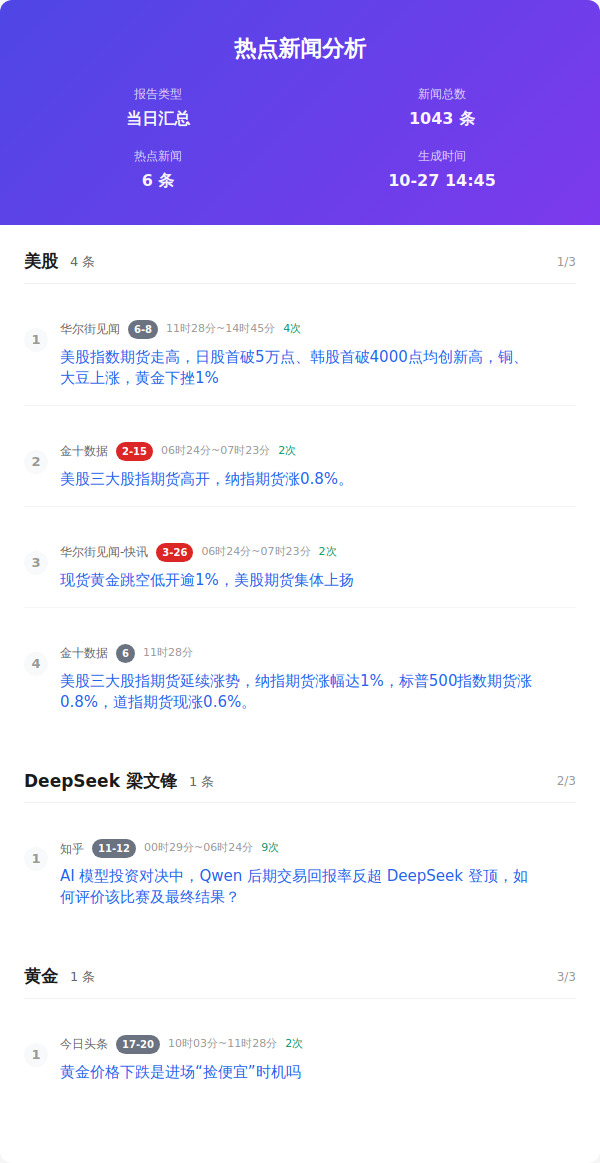 热点新闻分析
报告类型
新闻总数
当日汇总
1043 条
热点新闻
生成时间
6 条
10-27 14:45
美股 4 条 1/3
1
华尔街见闻 6-8 11时28分~14时45分 4次
美股指数期货走高，日股首破5万点、韩股首破4000点均创新高，铜、
大豆上涨，黄金下挫1%
2
金十数据 2-15 06时24分~07时23分 2次
美股三大股指期货高开，纳指期货涨0.8%。
3
华尔街见闻-快讯 3-26 06时24分~07时23分 2次
现货黄金跳空低开逾1%，美股期货集体上扬
4
金十数据 6 11时28分
美股三大股指期货延续涨势，纳指期货涨幅达1%，标普500指数期货涨
0.8%，道指期货现涨0.6%。
DeepSeek 梁文锋 1 条 2/3
1
知乎 11-12 00时29分~06时24分 9次
AI 模型投资对决中，Qwen 后期交易回报率反超 DeepSeek 登顶，如
何评价该比赛及最终结果？
黄金 1 条 3/3
1
今日头条 17-20 10时03分~11时28分 2次
黄金价格下跌是进场“捡便宜”时机吗